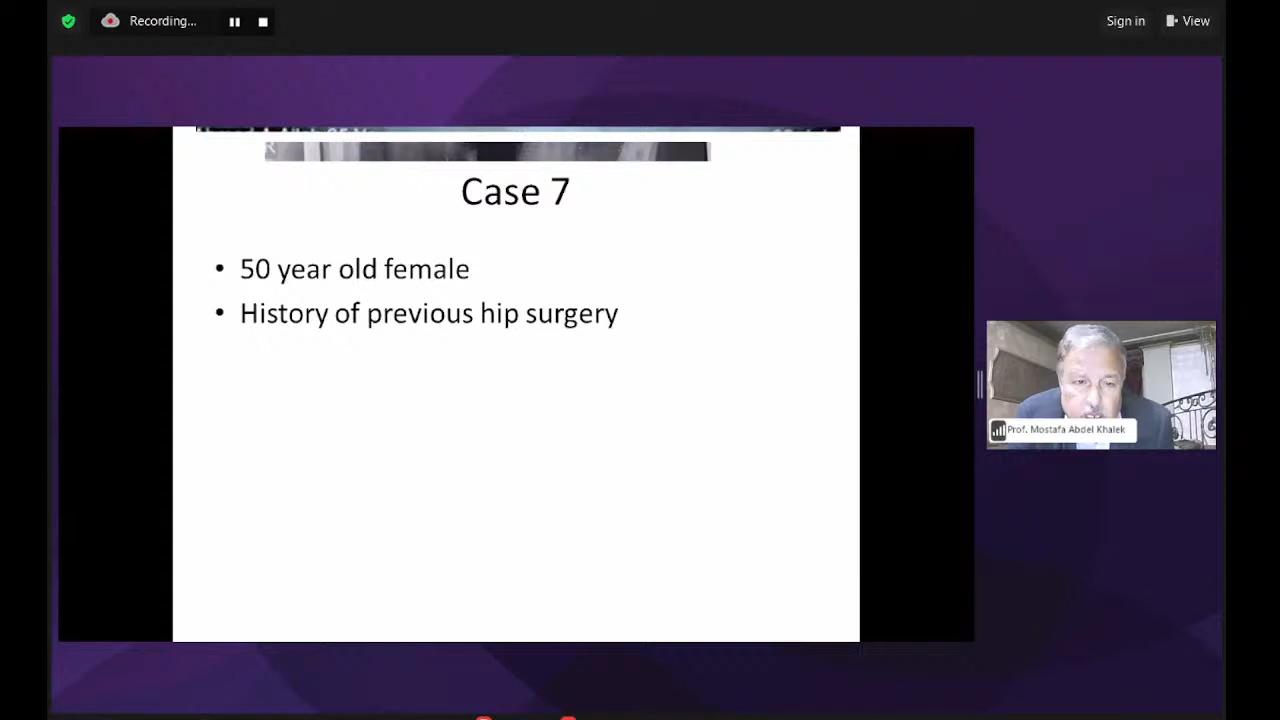 Recording...
Sign in
View
R
Case 7
• 50 year old female
• History of previous hip surgery
Prof. Mostafa Abdel Khalek